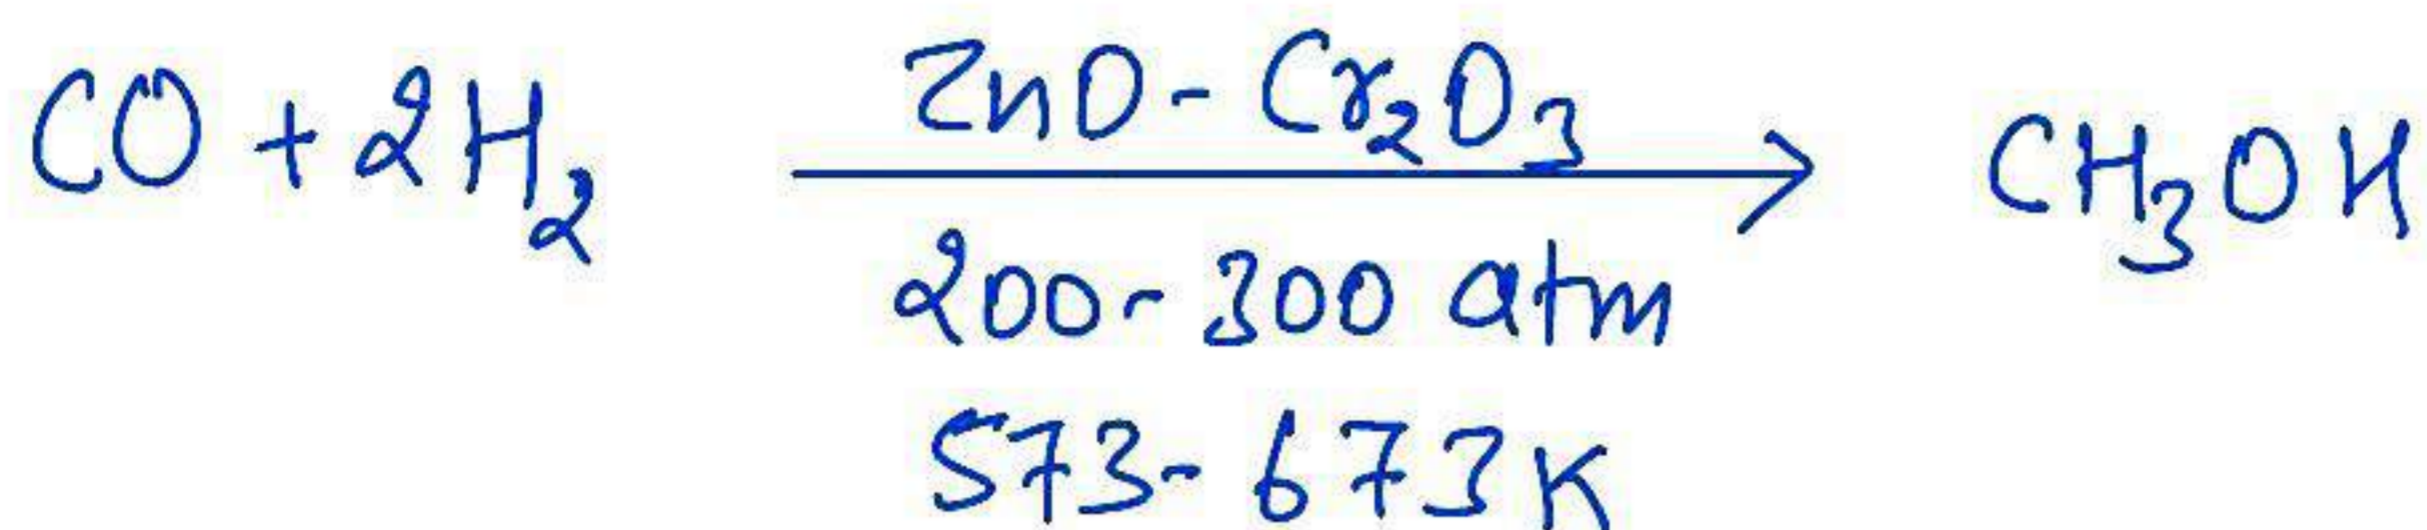 ZnO - Cr₂O₃
CO + 2H₂ → CH₃OH
200 - 300 atm
573 - 673 K